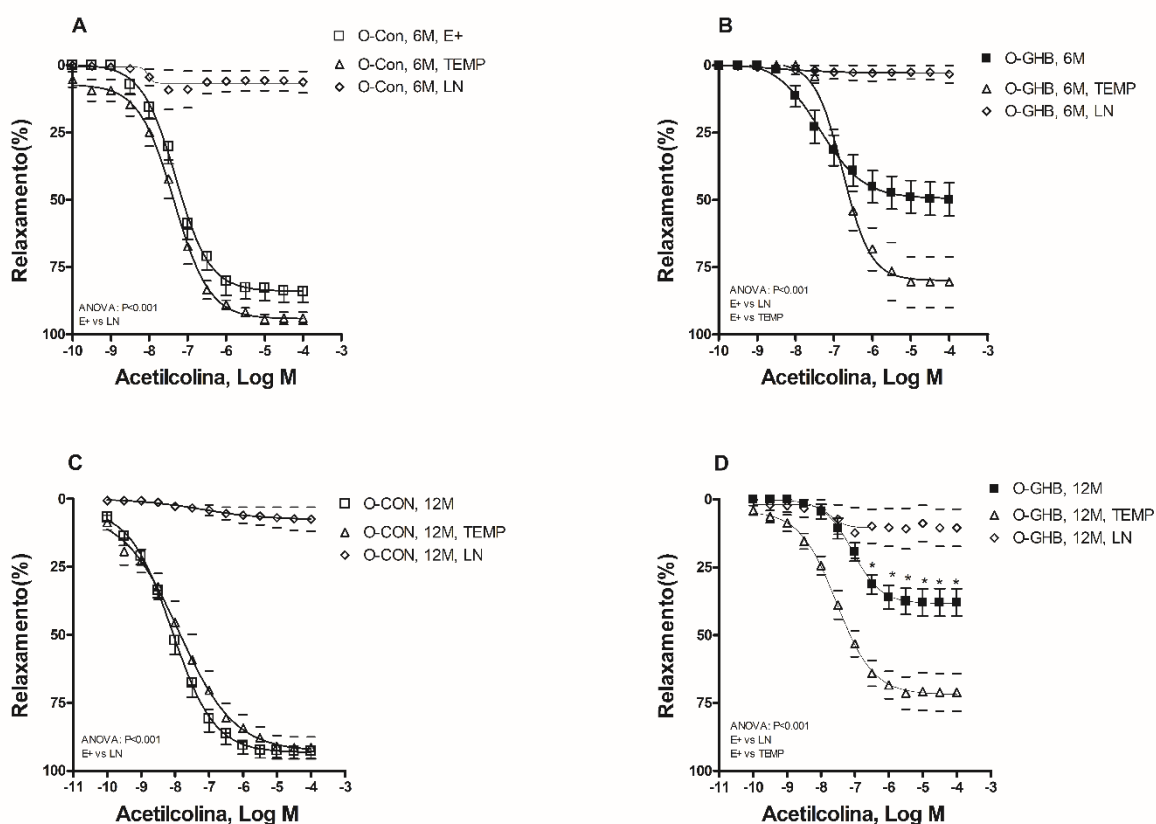 A
O-Con, 6M, E+
O-Con, 6M, TEMP
O-Con, 6M, LN
0
25
50
75
100
Relaxamento(%)
ANOVA: P<0.001
E+ vs LN
-10 -9 -8 -7 -6 -5 -4 -3
Acetilcolina, Log M
B
O-GHB, 6M
O-GHB, 6M, TEMP
O-GHB, 6M, LN
0
25
50
75
100
Relaxamento(%)
ANOVA: P<0.001
E+ vs LN
E+ vs TEMP
-10 -9 -8 -7 -6 -5 -4 -3
Acetilcolina, Log M
C
O-CON, 12M
O-CON, 12M, TEMP
O-CON, 12M, LN
0
25
50
75
100
Relaxamento(%)
ANOVA: P<0.001
E+ vs LN
-11 -10 -9 -8 -7 -6 -5 -4 -3
Acetilcolina, Log M
D
O-GHB, 12M
O-GHB, 12M, TEMP
O-GHB, 12M, LN
0
25
50
75
100
Relaxamento(%)
* * * * * *
ANOVA: P<0.001
E+ vs LN
E+ vs TEMP
-11 -10 -9 -8 -7 -6 -5 -4 -3
Acetilcolina, Log M